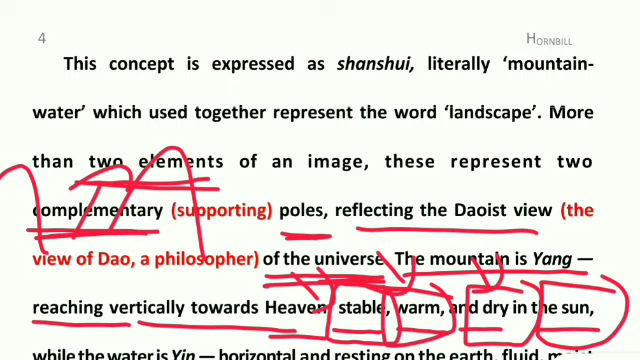 4 HORNBILL
This concept is expressed as shanshui, literally ‘mountain-
water’ which used together represent the word ‘landscape’. More
than two elements of an image, these represent two
complementary (supporting) poles, reflecting the Daoist view (the
view of Dao, a philosopher) of the universe. The mountain is Yang —
reaching vertically towards Heaven, stable, warm, and dry in the sun,
while the water is Yin — horizontal and resting on the earth, fluid, moist